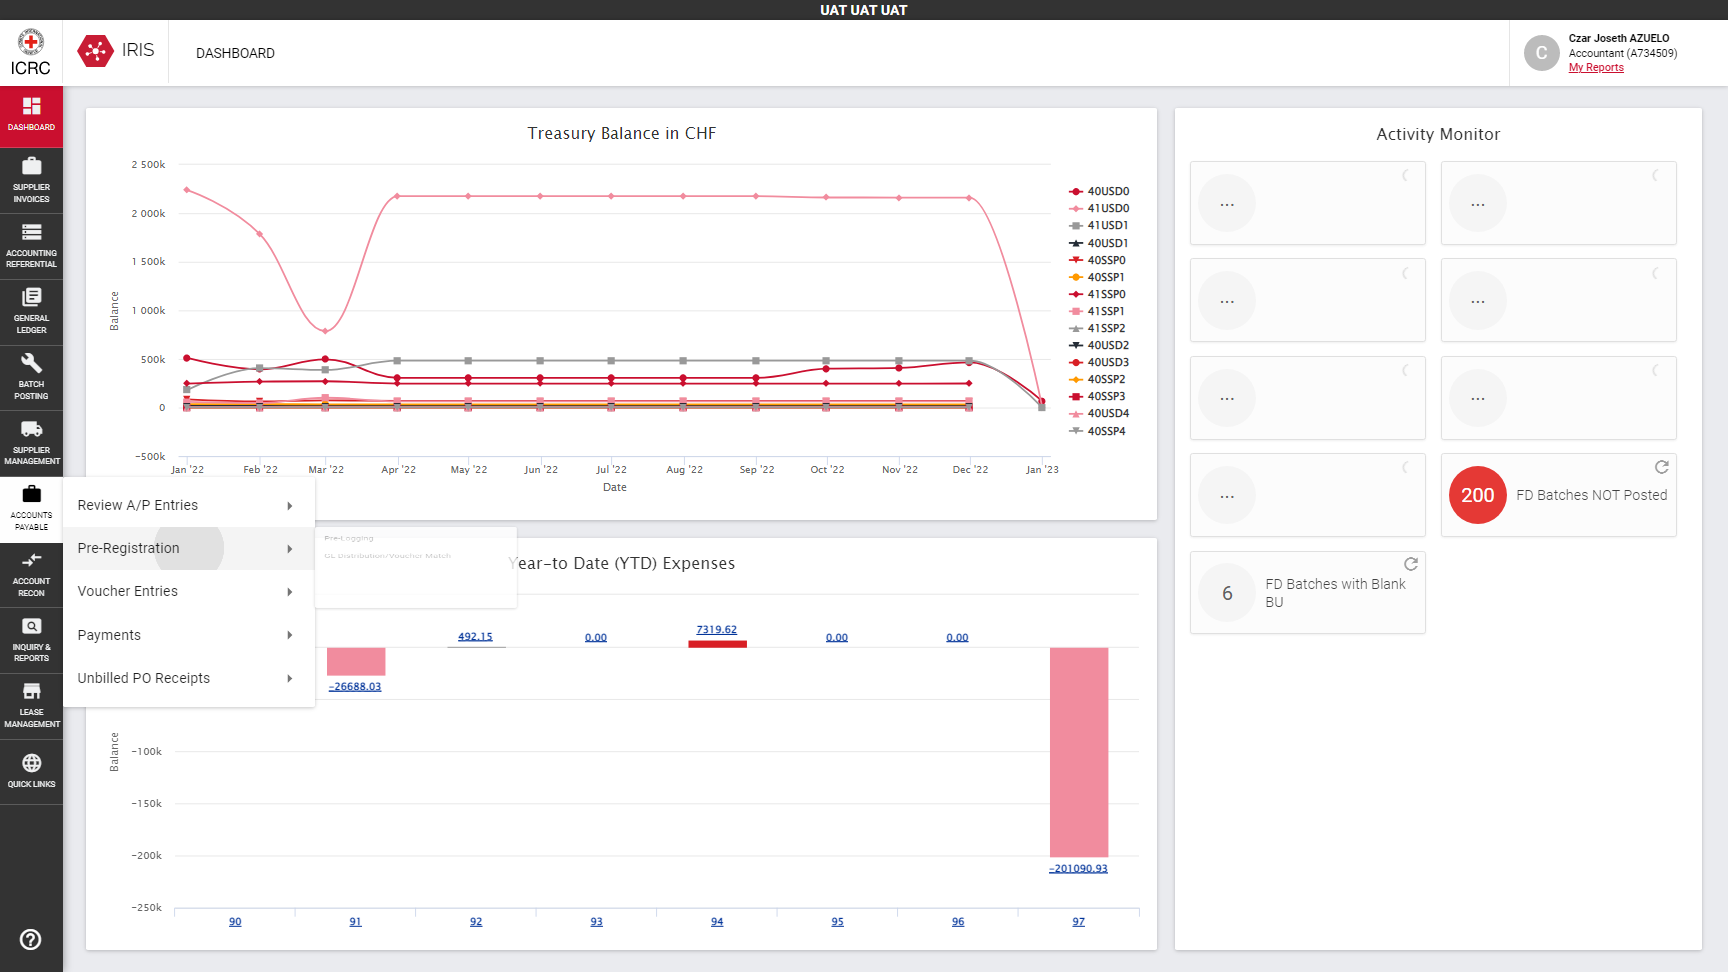 UAT UAT UAT
ICRC
IRIS
DASHBOARD
C
Czar Joseth AZUELO
Accountant (A734509)
My Reports
DASHBOARD
SUPPLIER
INVOICES
ACCOUNTING
REFERENTIAL
GENERAL
LEDGER
BATCH
POSTING
SUPPLIER
MANAGEMENT
ACCOUNTS
PAYABLE
ACCOUNT
RECON
INQUIRY &
REPORTS
LEASE
MANAGEMENT
QUICK LINKS
Review A/P Entries
Pre-Registration
Voucher Entries
Payments
Unbilled PO Receipts
Pre-Logging
GL Distribution/Voucher Match
Treasury Balance in CHF
Balance
2 500k
2 000k
1 500k
1 000k
500k
0
-500k
Jan '22
Feb '22
Mar '22
Apr '22
May '22
Jun '22
Jul '22
Aug '22
Sep '22
Oct '22
Nov '22
Dec '22
Jan '23
Date
40USD0
41USD0
41USD1
40USD1
40SSP0
40SSP1
41SSP0
41SSP1
41SSP2
40USD2
40USD3
40SSP2
40SSP3
40USD4
40SSP4
Year-to Date (YTD) Expenses
Balance
-100k
-150k
-200k
-250k
-26688.03
492.15
0.00
7319.62
0.00
0.00
-201090.93
90
91
92
93
94
95
96
97
Activity Monitor
...
...
...
...
...
...
...
200
FD Batches NOT Posted
6
FD Batches with Blank
BU